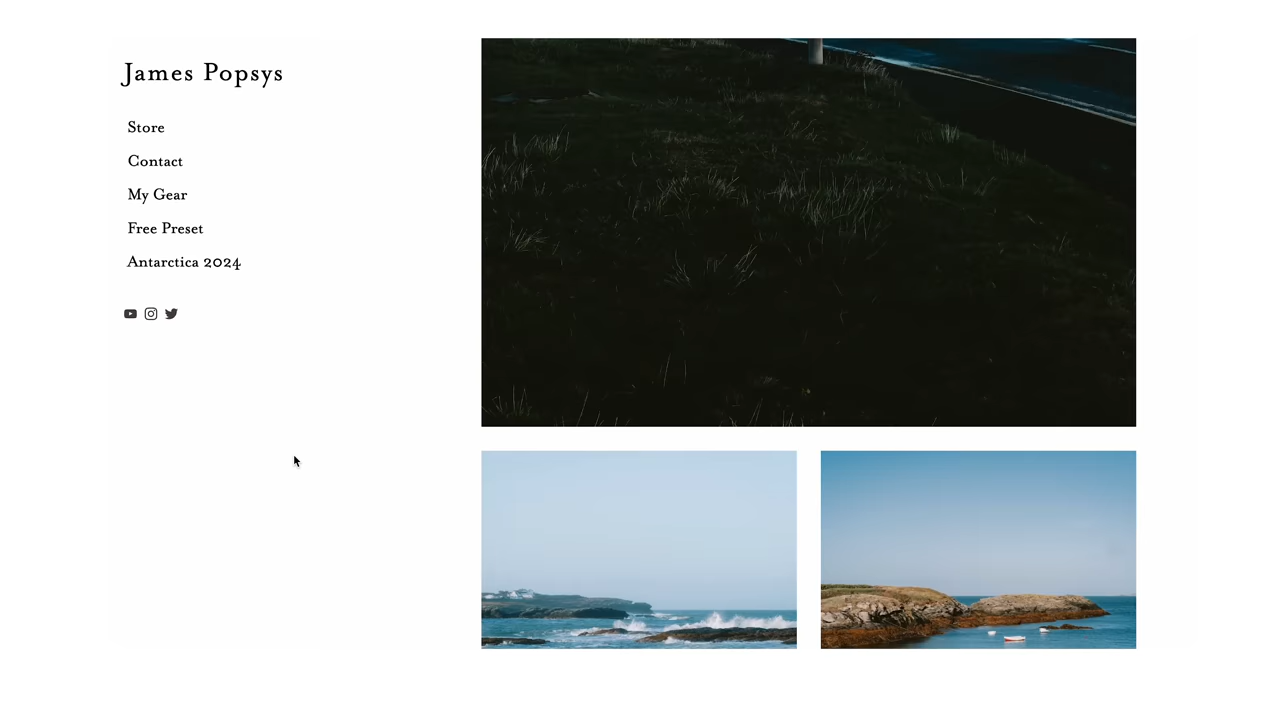 James Popsys
Store
Contact
My Gear
Free Preset
Antarctica 2024